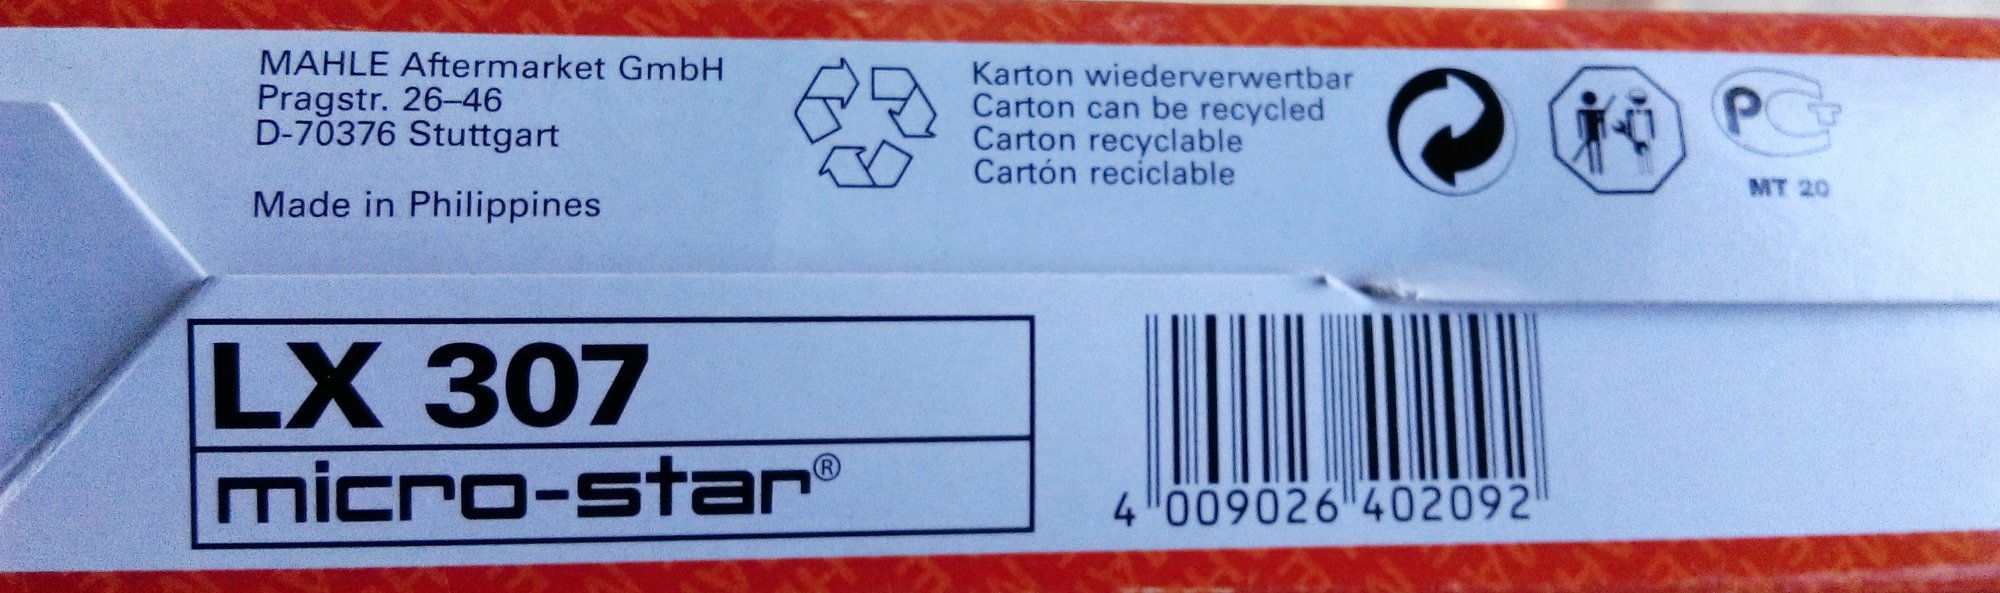 MAHLE Aftermarket GmbH
Pragstr. 26–46
D-70376 Stuttgart
Made in Philippines
Karton wiederverwertbar
Carton can be recycled
Carton recyclable
Cartón reciclable
MT 20
LX 307
micro-star®
4 009026 402092